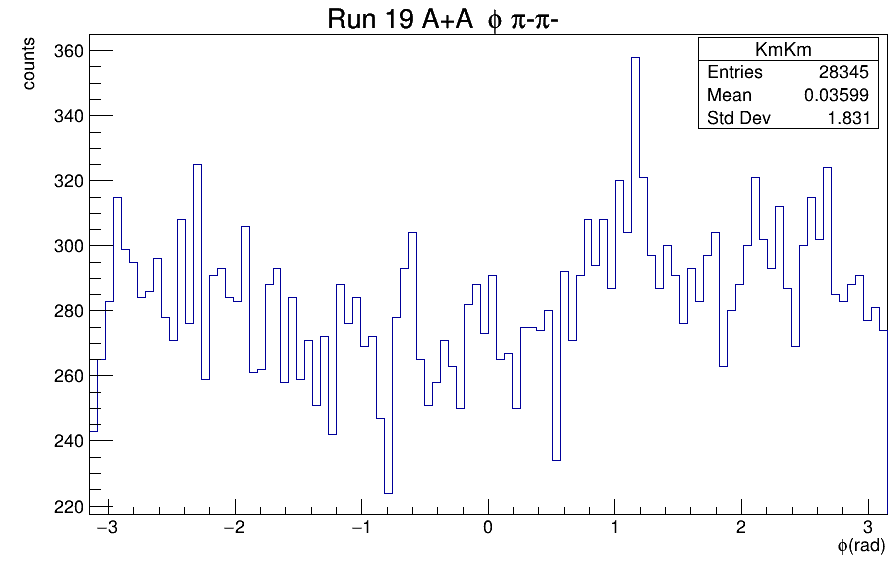 Run 19 A+A ϕ π-π-
counts
360
340
320
300
280
260
240
220
KmKm
Entries 28345
Mean 0.03599
Std Dev 1.831
−3 −2 −1 0 1 2 3
ϕ(rad)